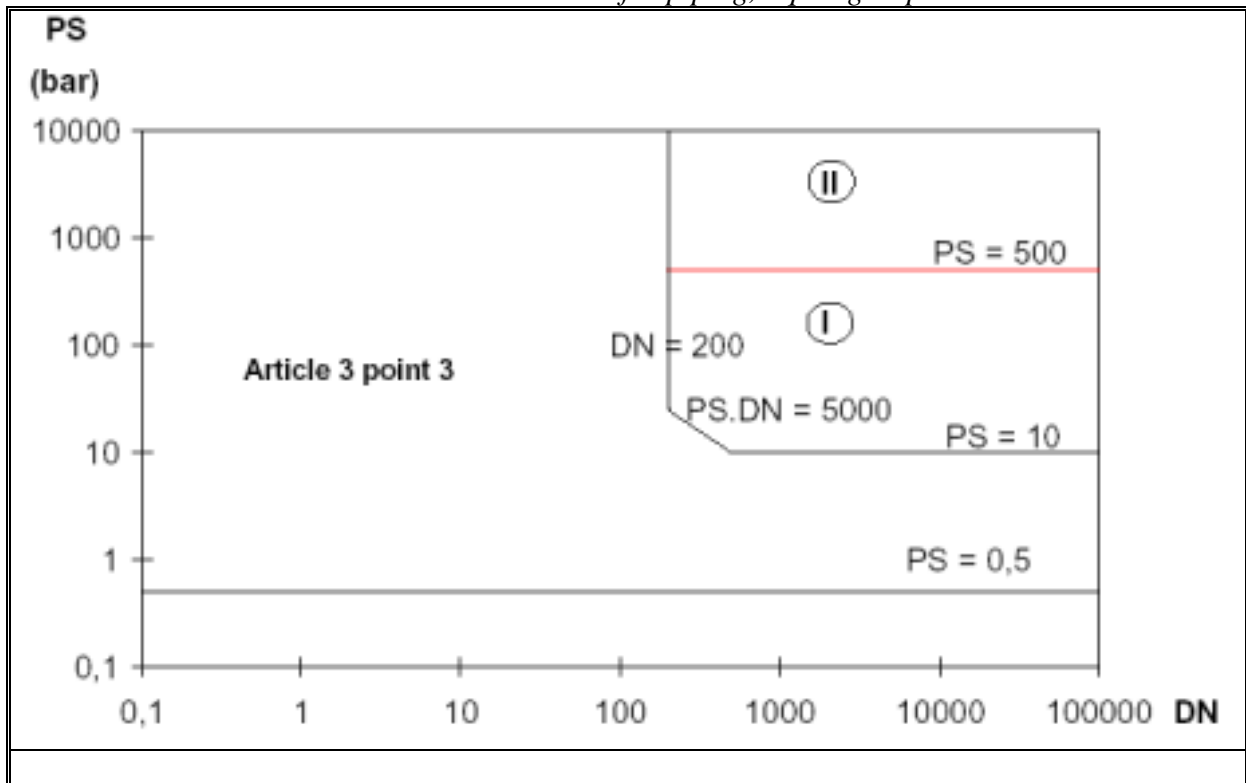 PS
(bar)
10000
II
1000
PS = 500
I
100
DN = 200
Article 3 point 3
PS.DN = 5000
10
PS = 10
1
PS = 0,5
0,1
0,1 1 10 100 1000 10000 100000 DN